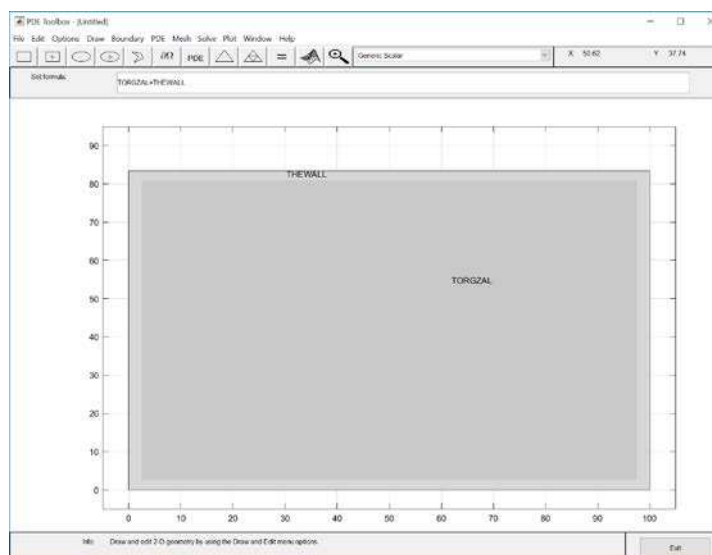 PDE Toolbox - [Untitled]
File Edit Options Draw Boundary PDE Mesh Solve Plot Window Help
∂Ω PDE = Generic Scalar X 50.62 Y 37.74
Set formula: TORGZAL+THEWALL
90
80
70
60
50
40
30
20
10
0
THEWALL
TORGZAL
0 10 20 30 40 50 60 70 80 90 100
Info: Draw and edit 2-D geometry by using the Draw and Edit menu options.
Exit